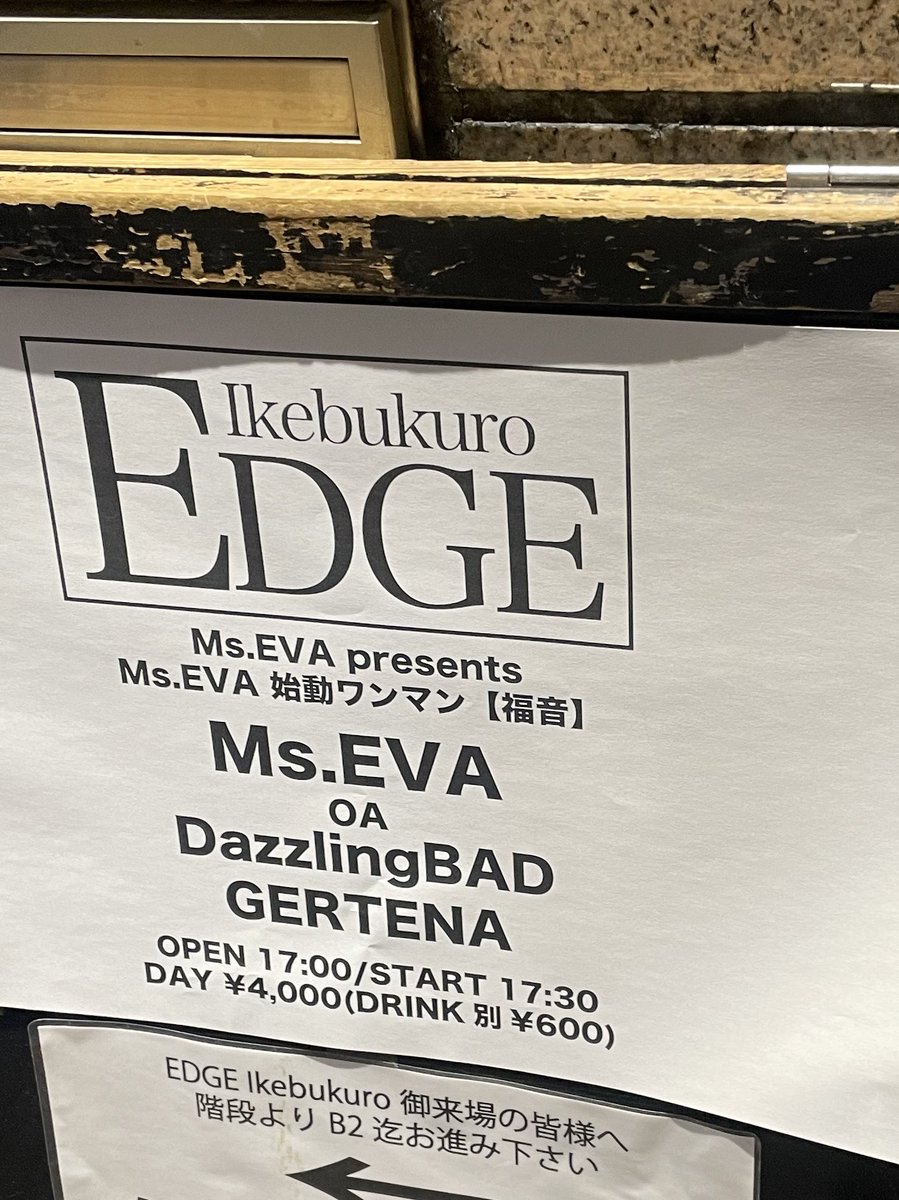 Ikebukuro
EDGE
Ms.EVA presents
Ms.EVA 始動ワンマン【福音】
Ms.EVA
OA
DazzlingBAD
GERTENA
OPEN 17:00/START 17:30
DAY ¥4,000(DRINK 別 ¥600)
EDGE Ikebukuro 御来場の皆様へ
階段より B2 迄お進み下さい